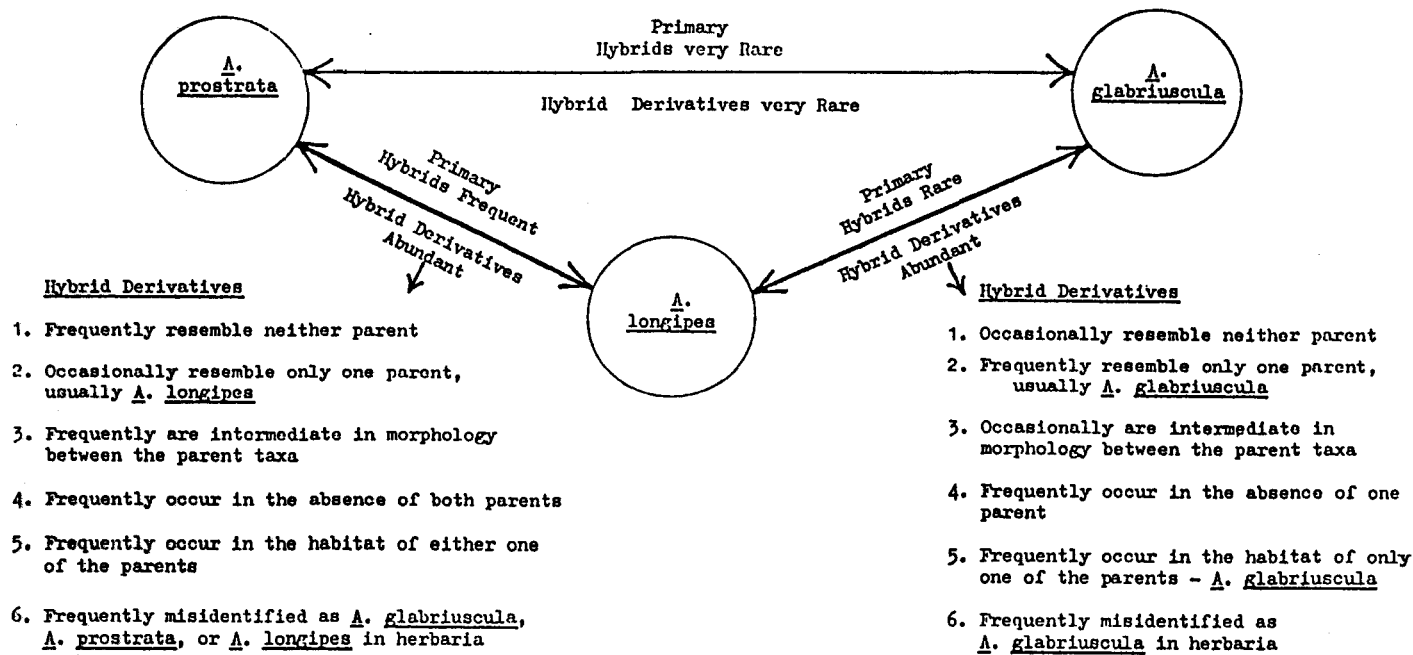 A.
prostrata
Primary
Hybrids very Rare
Hybrid Derivatives very Rare
A.
glabriuscula
Primary
Hybrids Frequent
Hybrid Derivatives
Abundant
Primary
Hybrids Rare
Hybrid Derivatives
Abundant
A.
longipes
Hybrid Derivatives
1. Frequently resemble neither parent
2. Occasionally resemble only one parent,
usually A. longipes
3. Frequently are intermediate in morphology
between the parent taxa
4. Frequently occur in the absence of both parents
5. Frequently occur in the habitat of either one
of the parents
6. Frequently misidentified as A. glabriuscula,
A. prostrata, or A. longipes in herbaria
Hybrid Derivatives
1. Occasionally resemble neither parent
2. Frequently resemble only one parent,
usually A. glabriuscula
3. Occasionally are intermediate in
morphology between the parent taxa
4. Frequently occur in the absence of one
parent
5. Frequently occur in the habitat of only
one of the parents - A. glabriuscula
6. Frequently misidentified as
A. glabriuscula in herbaria